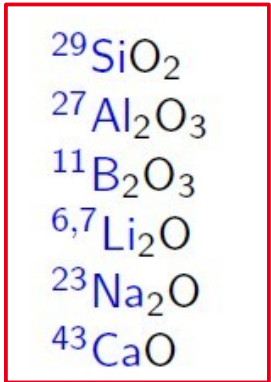 ²⁹SiO₂
²⁷Al₂O₃
¹¹B₂O₃
⁶,⁷Li₂O
²³Na₂O
⁴³CaO